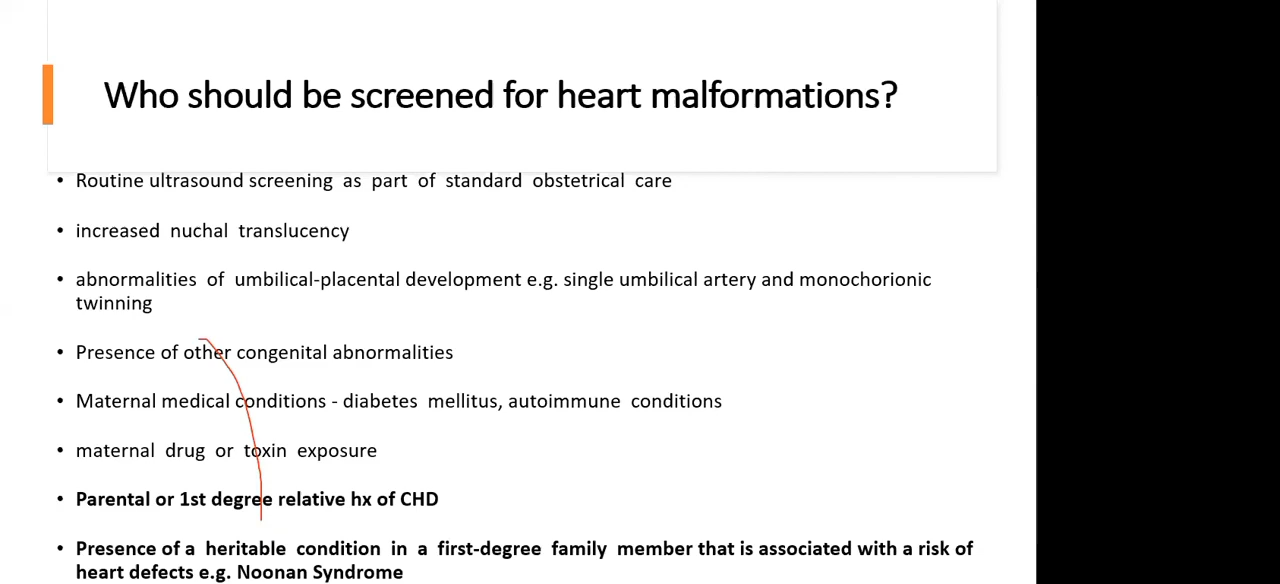 Who should be screened for heart malformations?
• Routine ultrasound screening as part of standard obstetrical care
• increased nuchal translucency
• abnormalities of umbilical-placental development e.g. single umbilical artery and monochorionic
twinning
• Presence of other congenital abnormalities
• Maternal medical conditions - diabetes mellitus, autoimmune conditions
• maternal drug or toxin exposure
• Parental or 1st degree relative hx of CHD
• Presence of a heritable condition in a first-degree family member that is associated with a risk of
heart defects e.g. Noonan Syndrome